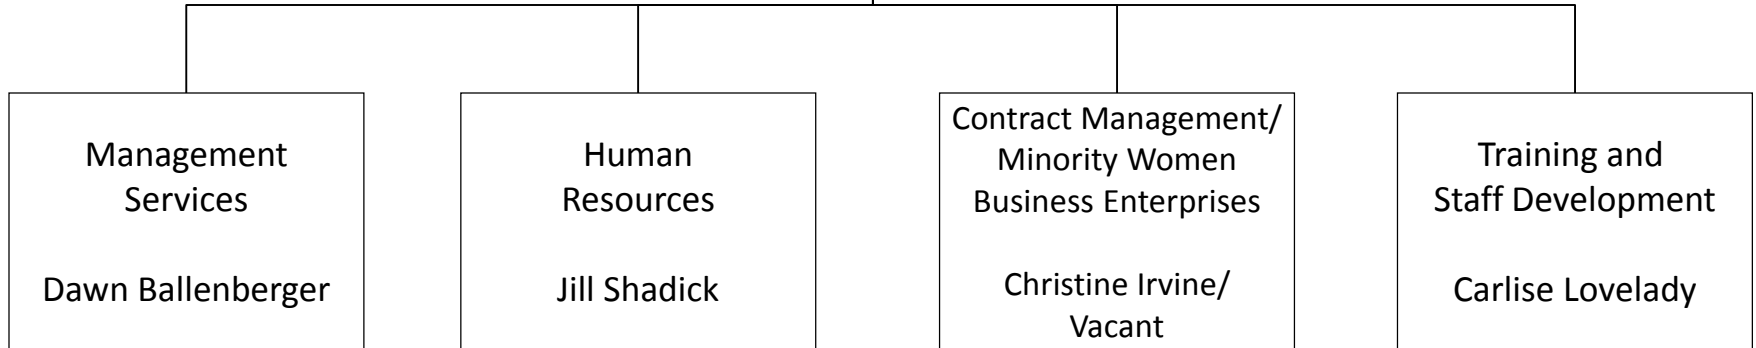 Management
Services
Dawn Ballenberger
Human
Resources
Jill Shadick
Contract Management/
Minority Women
Business Enterprises
Christine Irvine/
Vacant
Training and
Staff Development
Carlise Lovelady